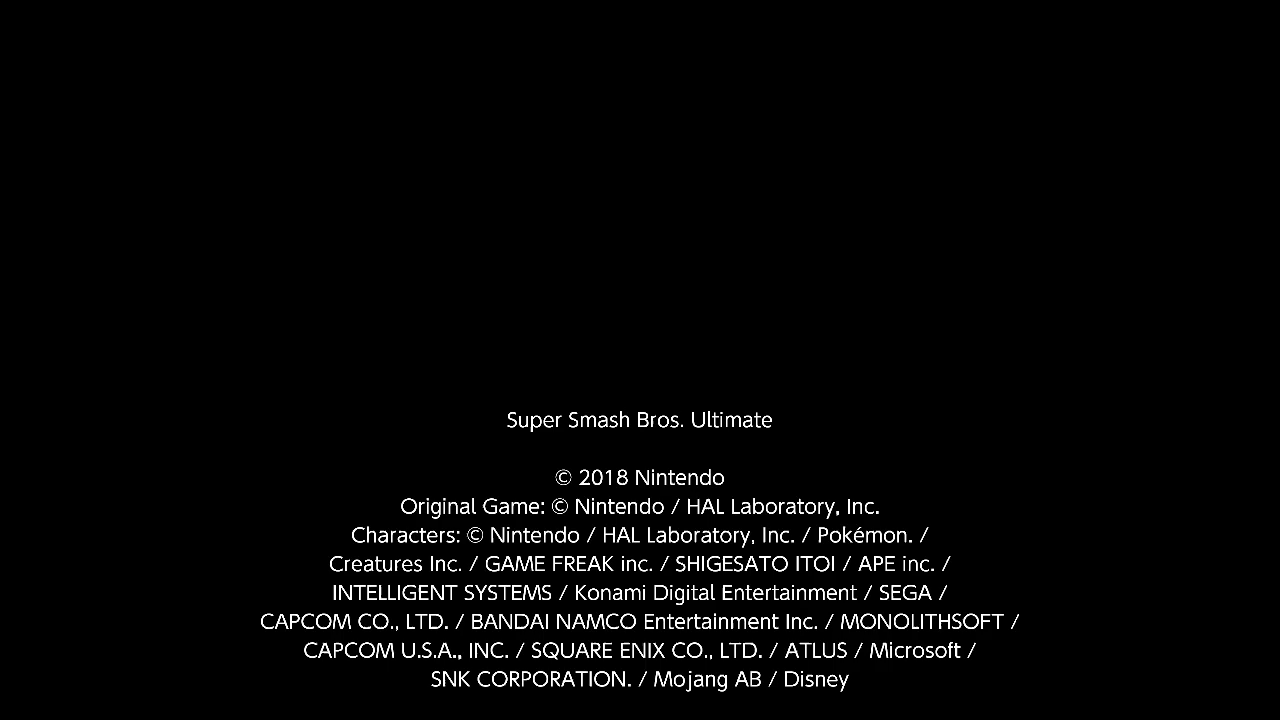 Super Smash Bros. Ultimate
© 2018 Nintendo
Original Game: © Nintendo / HAL Laboratory, Inc.
Characters: © Nintendo / HAL Laboratory, Inc. / Pokémon. /
Creatures Inc. / GAME FREAK inc. / SHIGESATO ITOI / APE inc. /
INTELLIGENT SYSTEMS / Konami Digital Entertainment / SEGA /
CAPCOM CO., LTD. / BANDAI NAMCO Entertainment Inc. / MONOLITHSOFT /
CAPCOM U.S.A., INC. / SQUARE ENIX CO., LTD. / ATLUS / Microsoft /
SNK CORPORATION. / Mojang AB / Disney